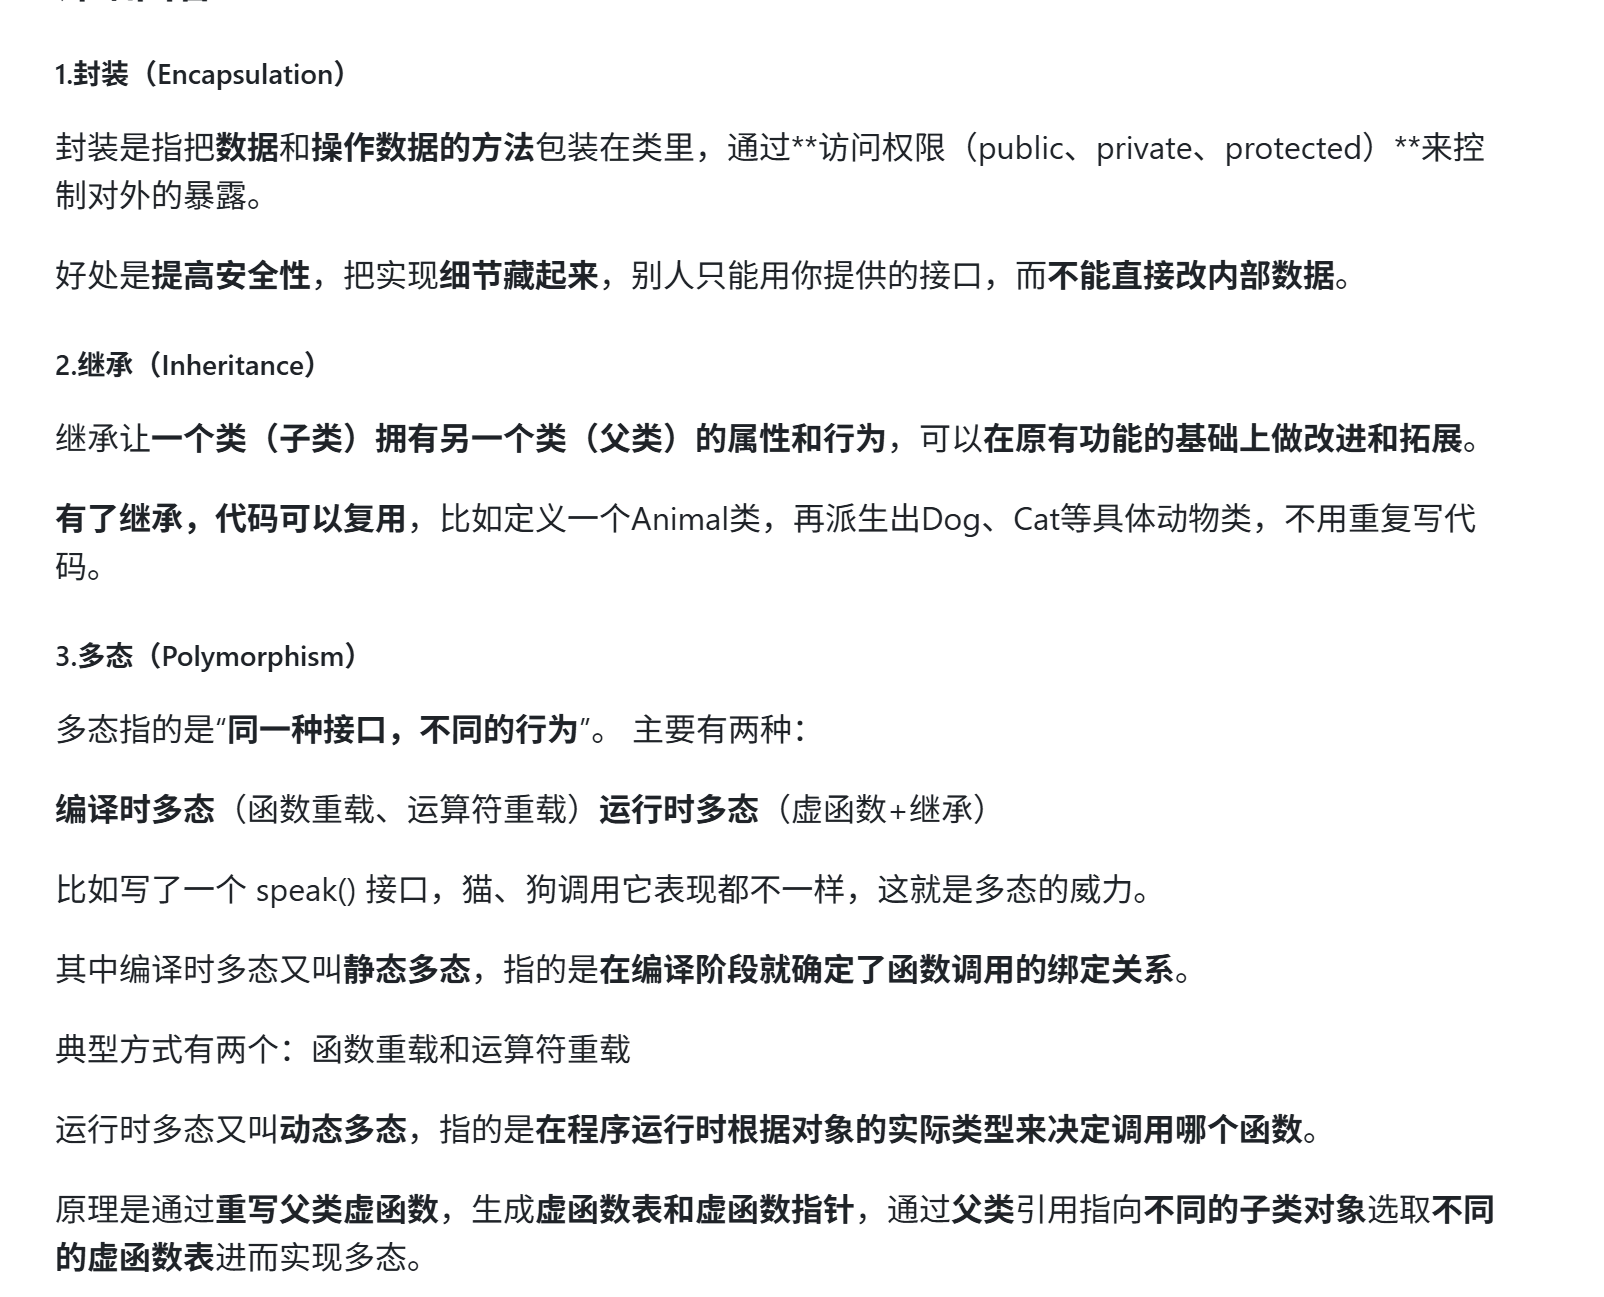 1.封装（Encapsulation）
封装是指把数据和操作数据的方法包装在类里，通过**访问权限（public、private、protected）**来控
制对外的暴露。
好处是提高安全性，把实现细节藏起来，别人只能用你提供的接口，而不能直接改内部数据。
2.继承（Inheritance）
继承让一个类（子类）拥有另一个类（父类）的属性和行为，可以在原有功能的基础上做改进和拓展。
有了继承，代码可以复用，比如定义一个Animal类，再派生出Dog、Cat等具体动物类，不用重复写代
码。
3.多态（Polymorphism）
多态指的是“同一种接口，不同的行为”。 主要有两种：
编译时多态（函数重载、运算符重载）运行时多态（虚函数+继承）
比如写了一个 speak() 接口，猫、狗调用它表现都不一样，这就是多态的威力。
其中编译时多态又叫静态多态，指的是在编译阶段就确定了函数调用的绑定关系。
典型方式有两个：函数重载和运算符重载
运行时多态又叫动态多态，指的是在程序运行时根据对象的实际类型来决定调用哪个函数。
原理是通过重写父类虚函数，生成虚函数表和虚函数指针，通过父类引用指向不同的子类对象选取不同
的虚函数表进而实现多态。